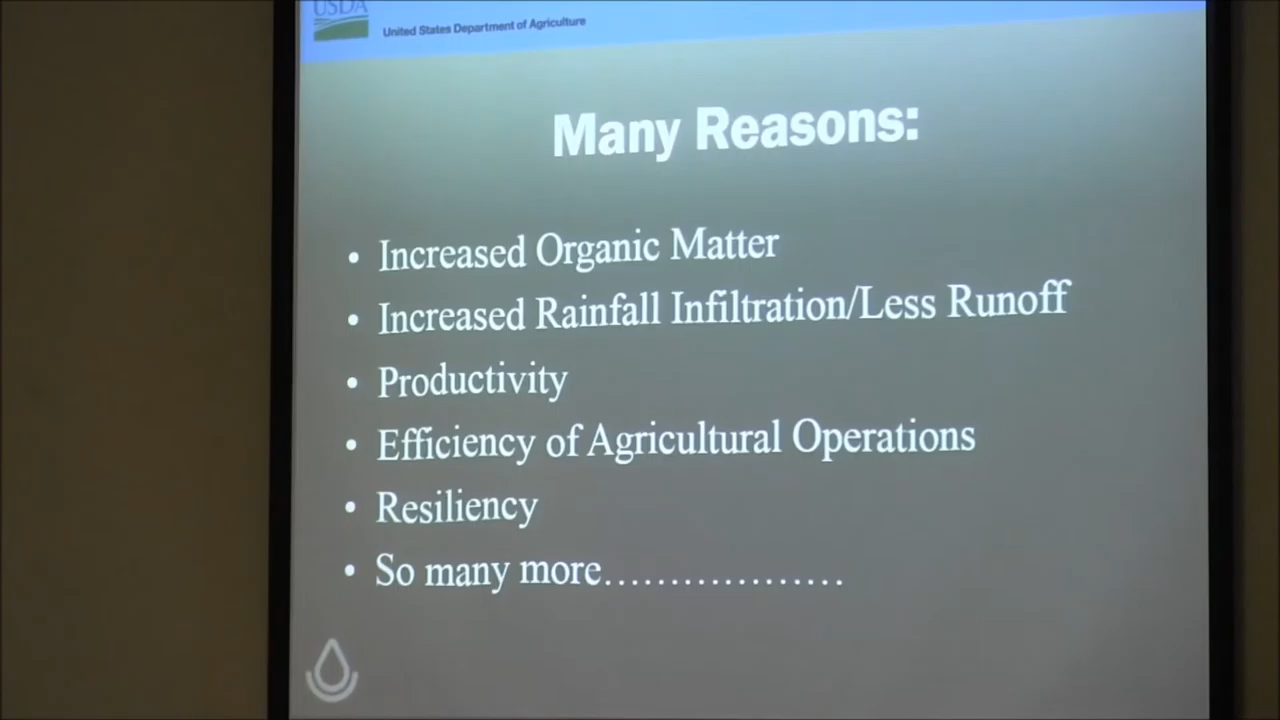 USDA
United States Department of Agriculture
Many Reasons:
• Increased Organic Matter
• Increased Rainfall Infiltration/Less Runoff
• Productivity
• Efficiency of Agricultural Operations
• Resiliency
• So many more..................